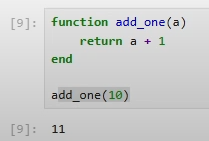 [9]: function add_one(a)
    return a + 1
end

add_one(10)
[9]: 11